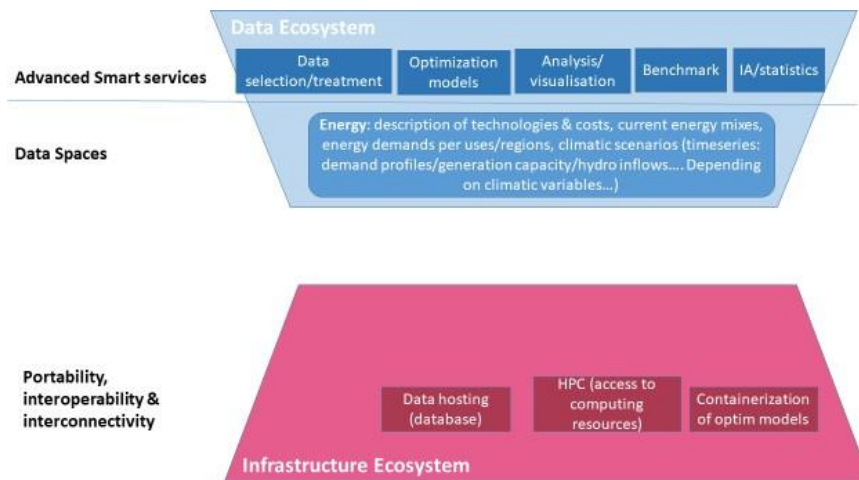 Data Ecosystem
Advanced Smart services
Data
selection/treatment
Optimization
models
Analysis/
visualisation
Benchmark
IA/statistics
Data Spaces
Energy: description of technologies & costs, current energy mixes,
energy demands per uses/regions, climatic scenarios (timeseries:
demand profiles/generation capacity/hydro inflows.... Depending
on climatic variables...)
Portability,
interoperability &
interconnectivity
Data hosting
(database)
HPC (access to
computing
resources)
Containerization
of optim models
Infrastructure Ecosystem